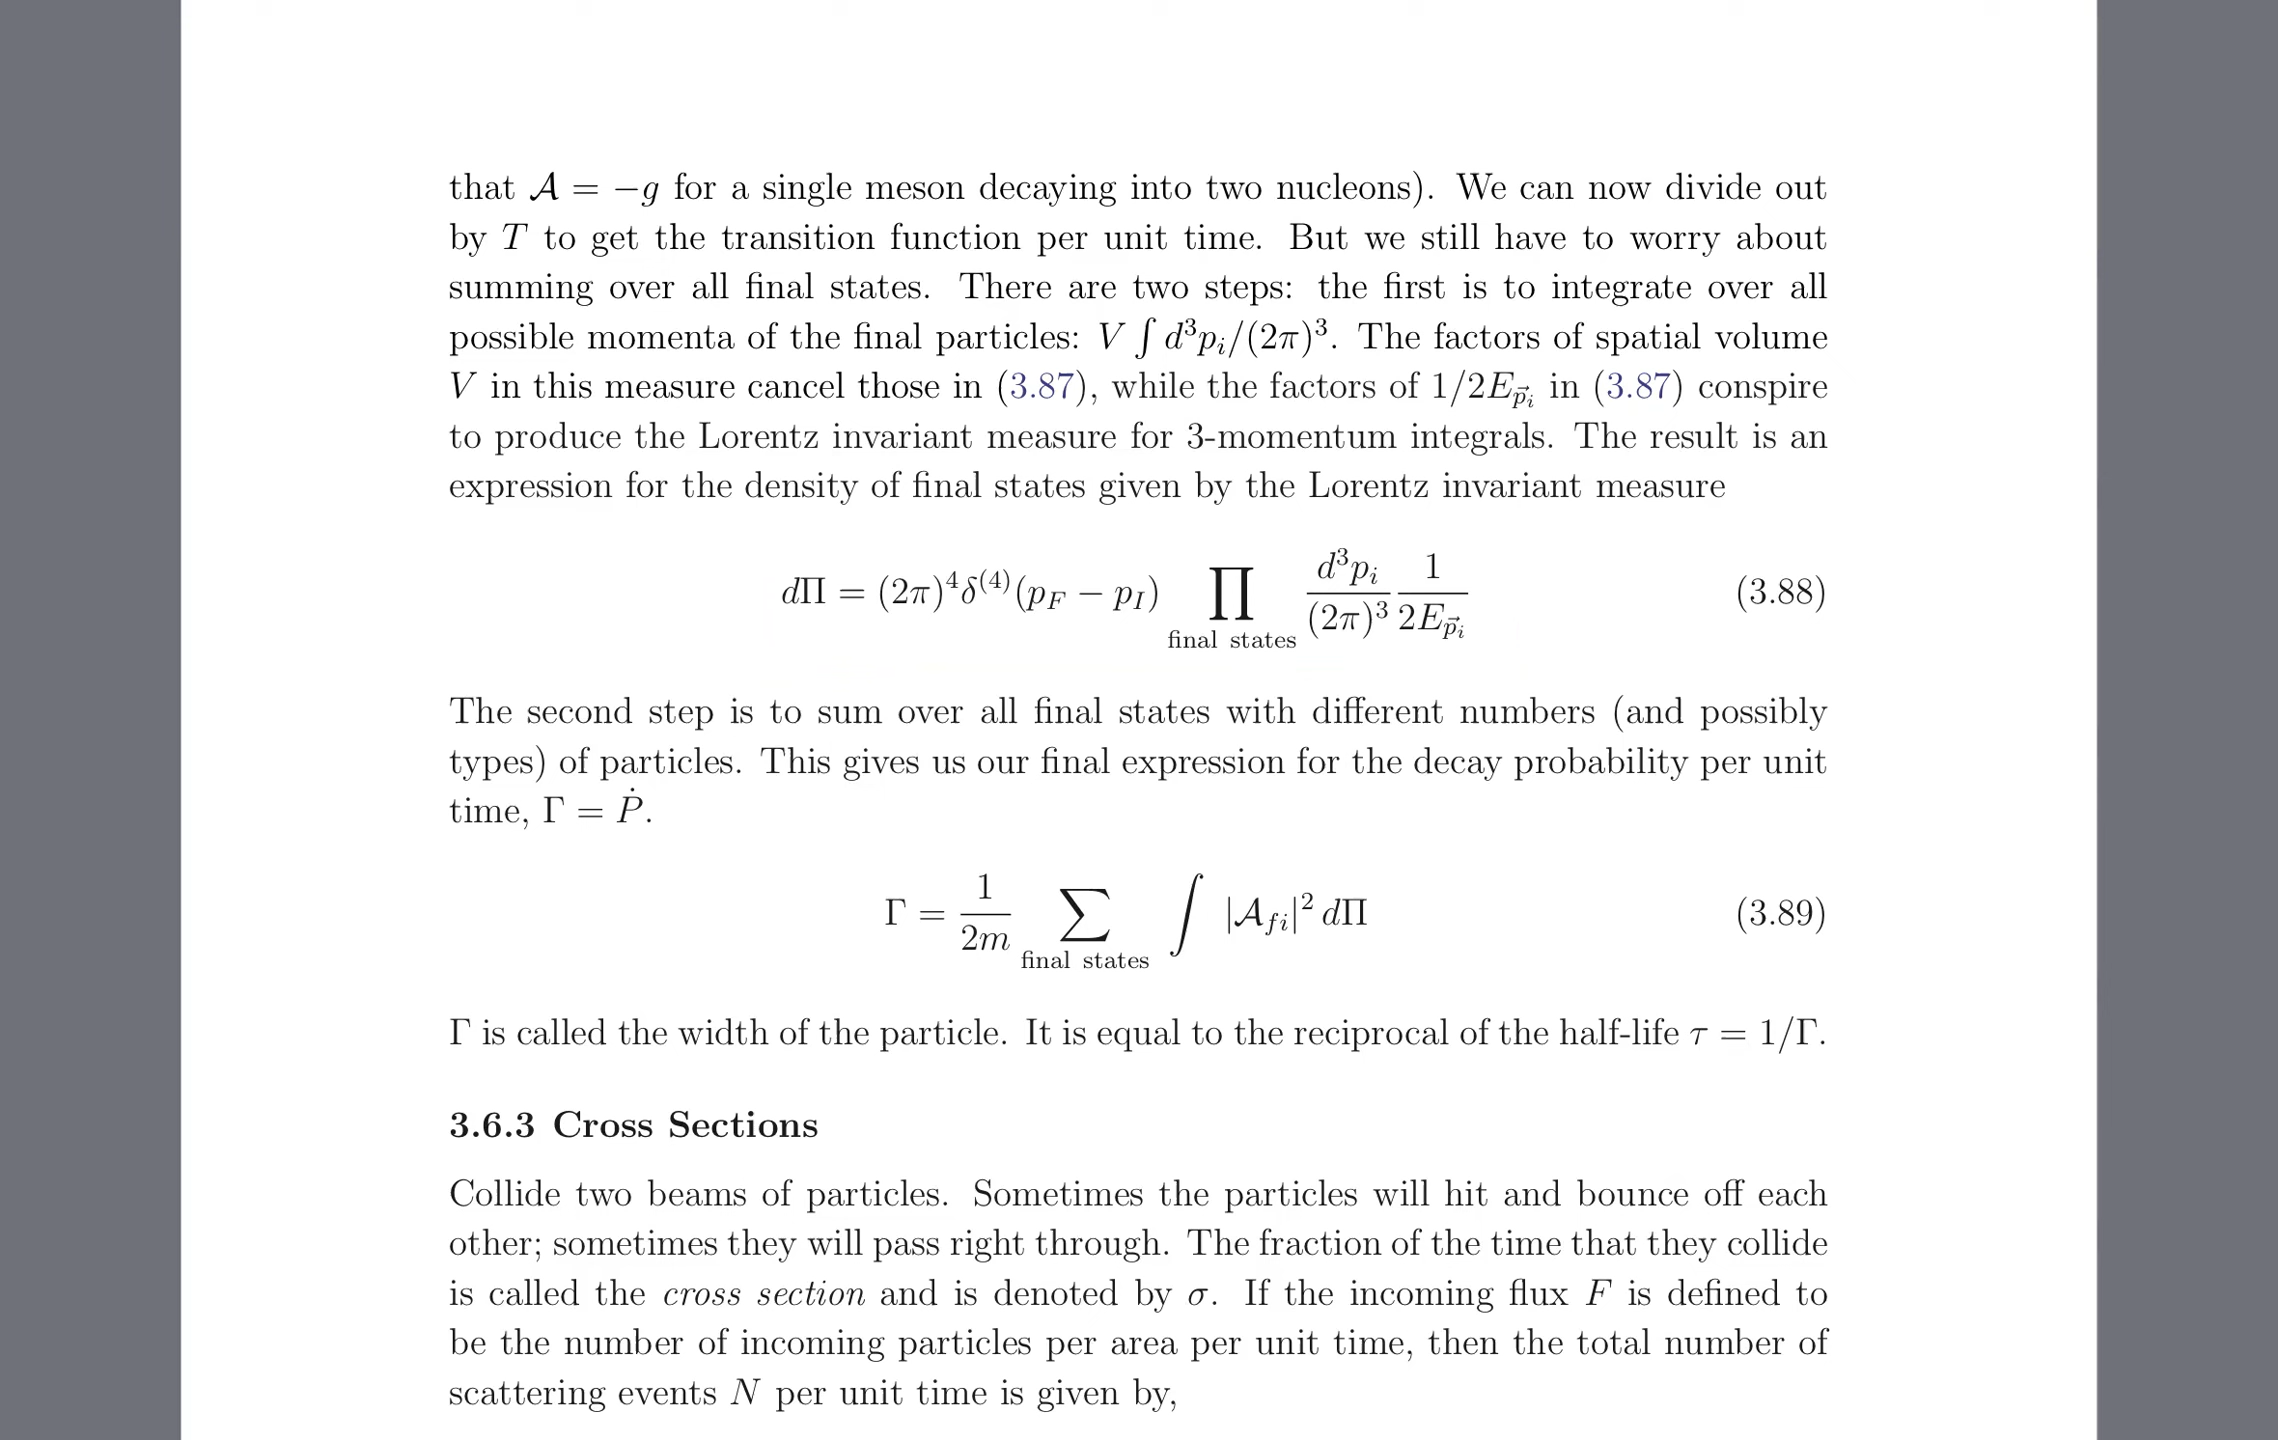 that 𝒜 = −g for a single meson decaying into two nucleons). We can now divide out
by T to get the transition function per unit time. But we still have to worry about
summing over all final states. There are two steps: the first is to integrate over all
possible momenta of the final particles: V ∫ d³pᵢ/(2π)³. The factors of spatial volume
V in this measure cancel those in (3.87), while the factors of 1/2E_{p⃗ᵢ} in (3.87) conspire
to produce the Lorentz invariant measure for 3-momentum integrals. The result is an
expression for the density of final states given by the Lorentz invariant measure
dΠ = (2π)⁴δ⁽⁴⁾(p_F − p_I) ∏_{final states} \frac{d³pᵢ}{(2π)³} \frac{1}{2E_{p⃗ᵢ}} (3.88)
The second step is to sum over all final states with different numbers (and possibly
types) of particles. This gives us our final expression for the decay probability per unit
time, Γ = Ṗ.
Γ = \frac{1}{2m} ∑_{final states} ∫ |𝒜_{fi}|² dΠ (3.89)
Γ is called the width of the particle. It is equal to the reciprocal of the half-life τ = 1/Γ.
3.6.3 Cross Sections
Collide two beams of particles. Sometimes the particles will hit and bounce off each
other; sometimes they will pass right through. The fraction of the time that they collide
is called the cross section and is denoted by σ. If the incoming flux F is defined to
be the number of incoming particles per area per unit time, then the total number of
scattering events N per unit time is given by,